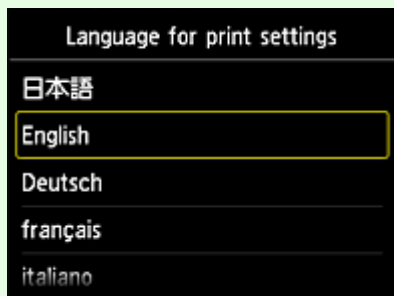 Language for print settings
日本語
English
Deutsch
français
italiano